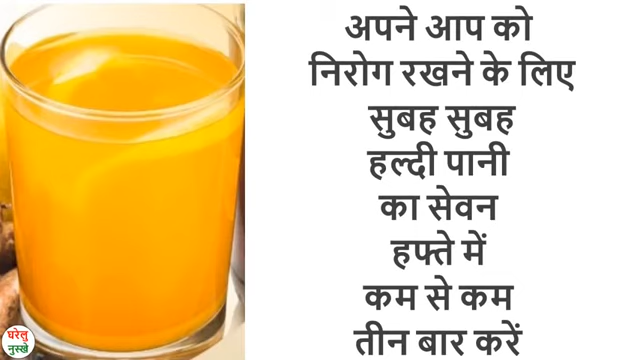 अपने आप को
निरोग रखने के लिए
सुबह सुबह
हल्दी पानी
का सेवन
हफ्ते में
कम से कम
तीन बार करें
घरेलु
नुस्खे